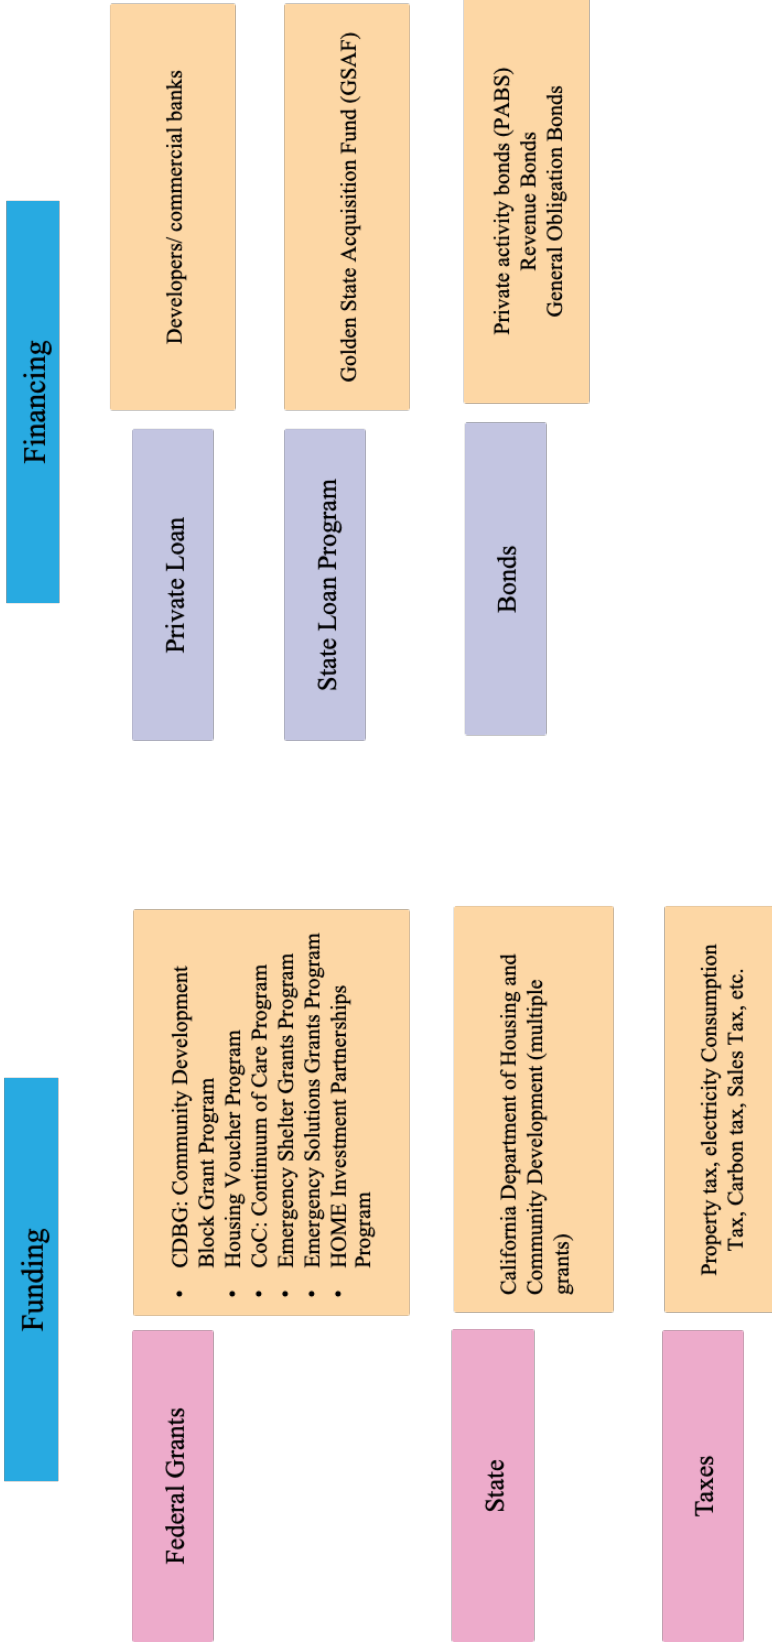 Funding
Federal Grants
• CDBG: Community Development
Block Grant Program
• Housing Voucher Program
• CoC: Continuum of Care Program
• Emergency Shelter Grants Program
• Emergency Solutions Grants Program
• HOME Investment Partnerships
Program
State
California Department of Housing and
Community Development (multiple
grants)
Taxes
Property tax, electricity Consumption
Tax, Carbon tax, Sales Tax, etc.
Financing
Private Loan
Developers/ commercial banks
State Loan Program
Golden State Acquisition Fund (GSAF)
Bonds
Private activity bonds (PABS)
Revenue Bonds
General Obligation Bonds